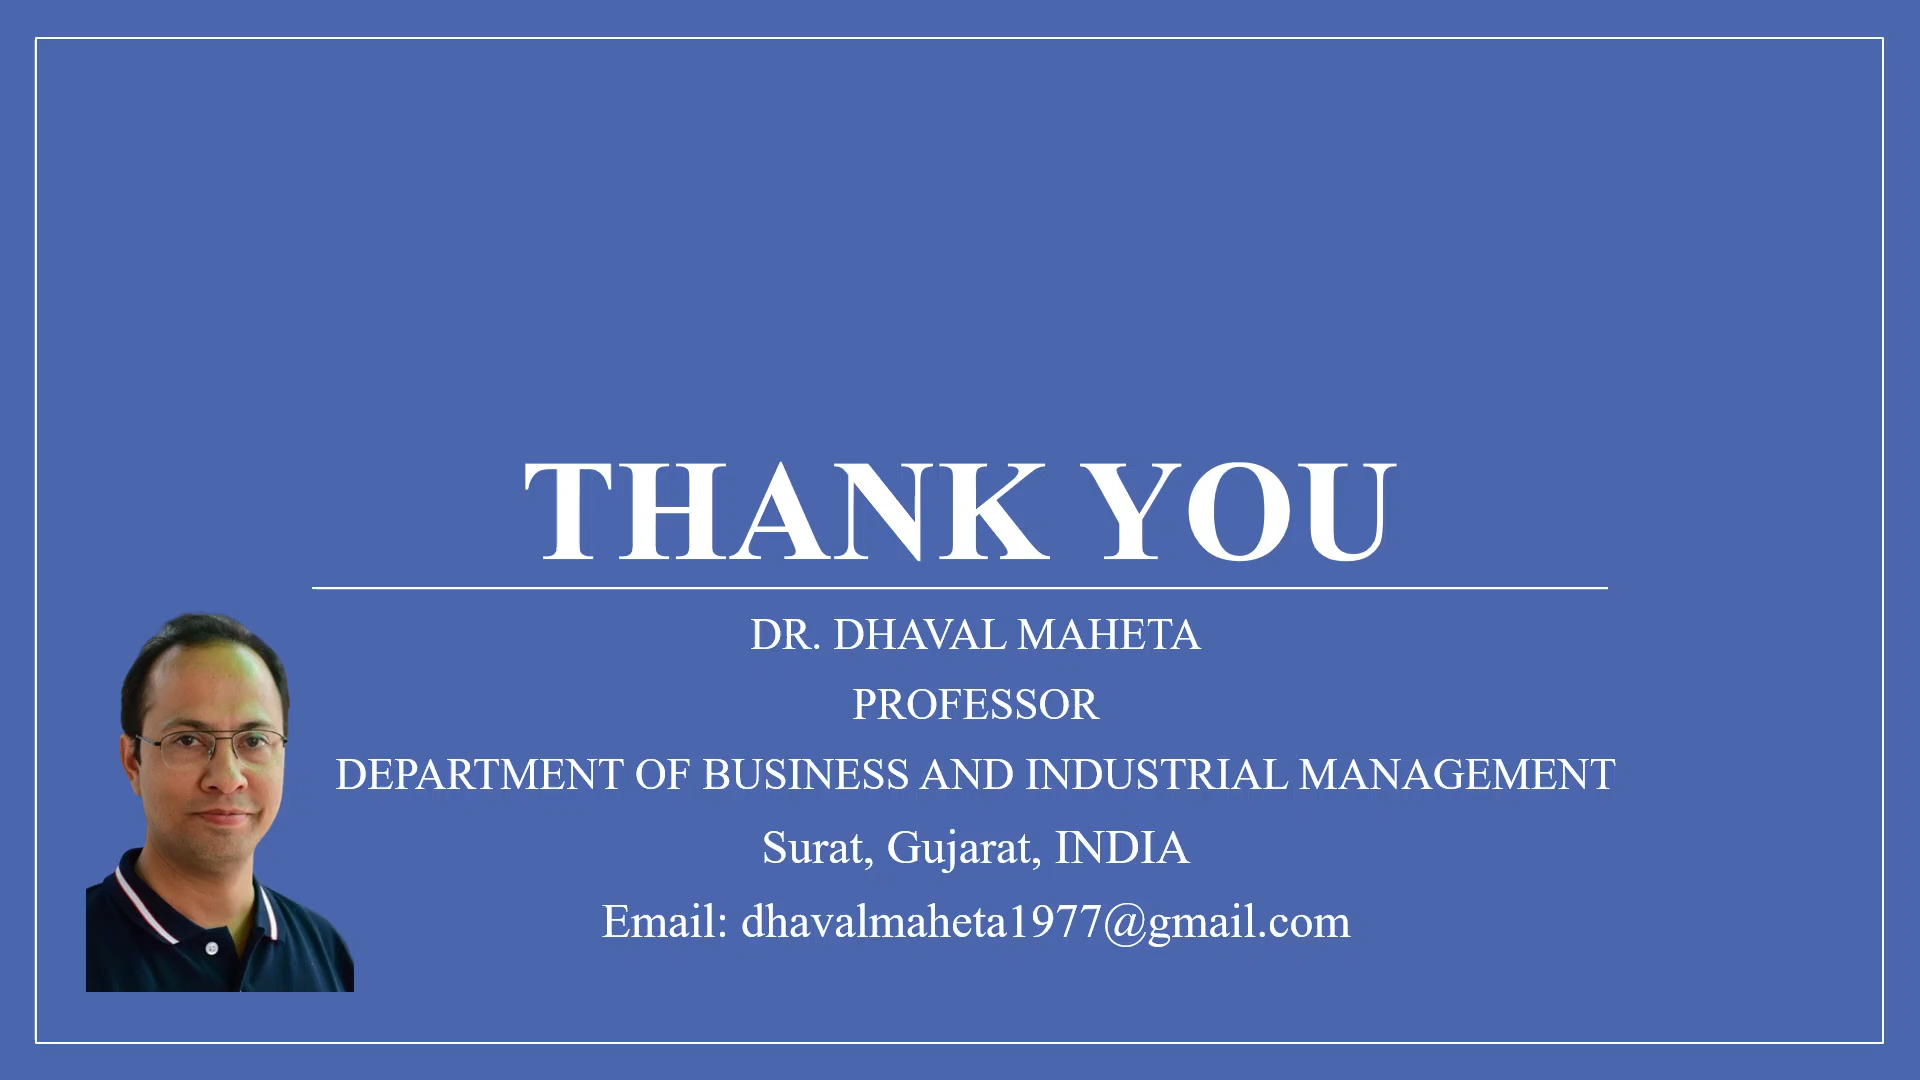 THANK YOU
DR. DHAVAL MAHETA
PROFESSOR
DEPARTMENT OF BUSINESS AND INDUSTRIAL MANAGEMENT
Surat, Gujarat, INDIA
Email: dhavalmaheta1977@gmail.com